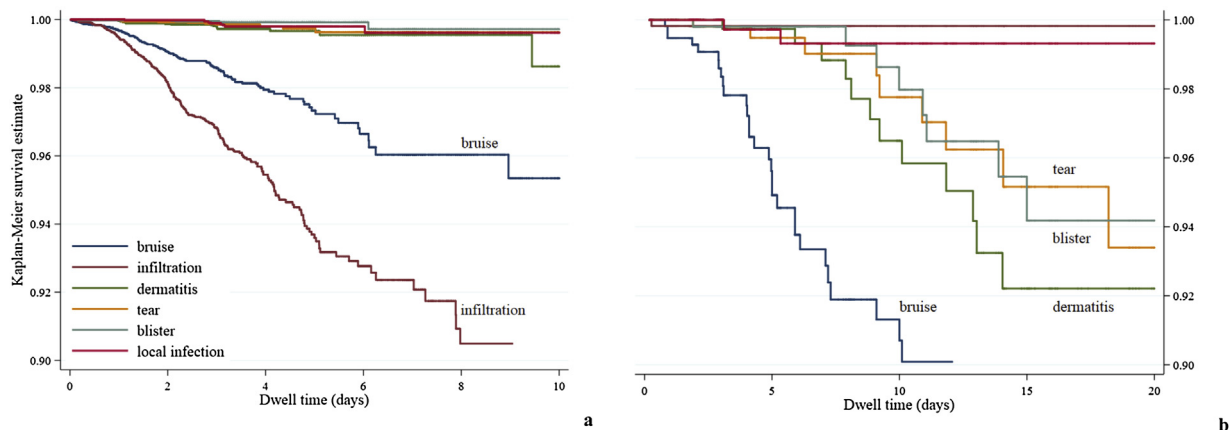 Kaplan-Meier survival estimate
1.00
0.98
0.96
0.94
0.92
0.90
bruise
infiltration
bruise
infiltration
dermatitis
tear
blister
local infection
0
2
4
6
8
10
Dwell time (days)
a
1.00
0.98
0.96
0.94
0.92
0.90
tear
blister
bruise
dermatitis
0
5
10
15
20
Dwell time (days)
b